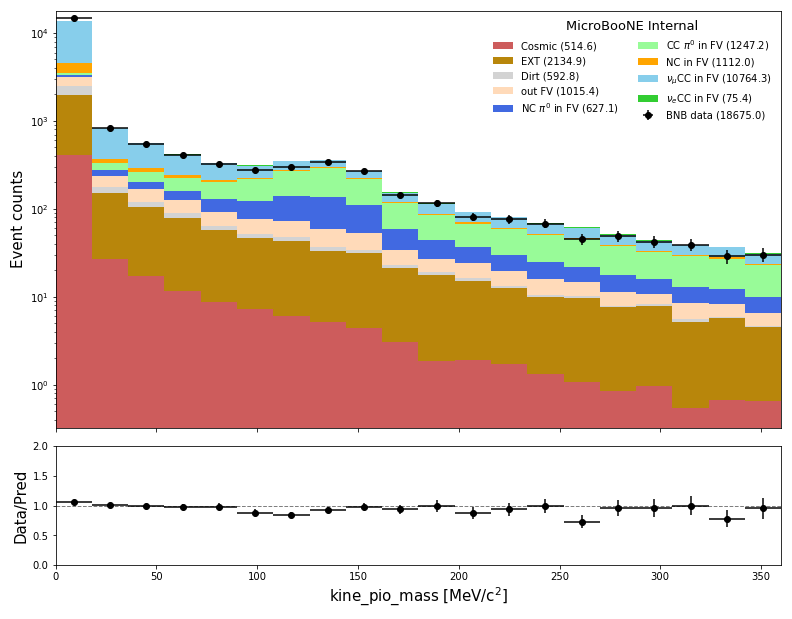 MicroBooNE Internal
Cosmic (514.6)
EXT (2134.9)
Dirt (592.8)
out FV (1015.4)
NC π⁰ in FV (627.1)
CC π⁰ in FV (1247.2)
NC in FV (1112.0)
νμCC in FV (10764.3)
νeCC in FV (75.4)
BNB data (18675.0)
Event counts
10⁴
10³
10²
10¹
10⁰
Data/Pred
2.0
1.5
1.0
0.5
0.0
0 50 100 150 200 250 300 350
kine_pio_mass [MeV/c²]